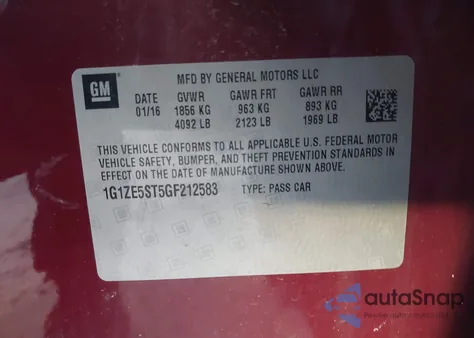 GM
MFD BY GENERAL MOTORS LLC
DATE GVWR GAWR FRT GAWR RR
01/16 1856 KG 963 KG 893 KG
4092 LB 2123 LB 1969 LB
THIS VEHICLE CONFORMS TO ALL APPLICABLE U.S. FEDERAL MOTOR
VEHICLE SAFETY, BUMPER, AND THEFT PREVENTION STANDARDS IN
EFFECT ON THE DATE OF MANUFACTURE SHOWN ABOVE.
1G1ZE5ST5GF212583 TYPE: PASS CAR
autoSnap